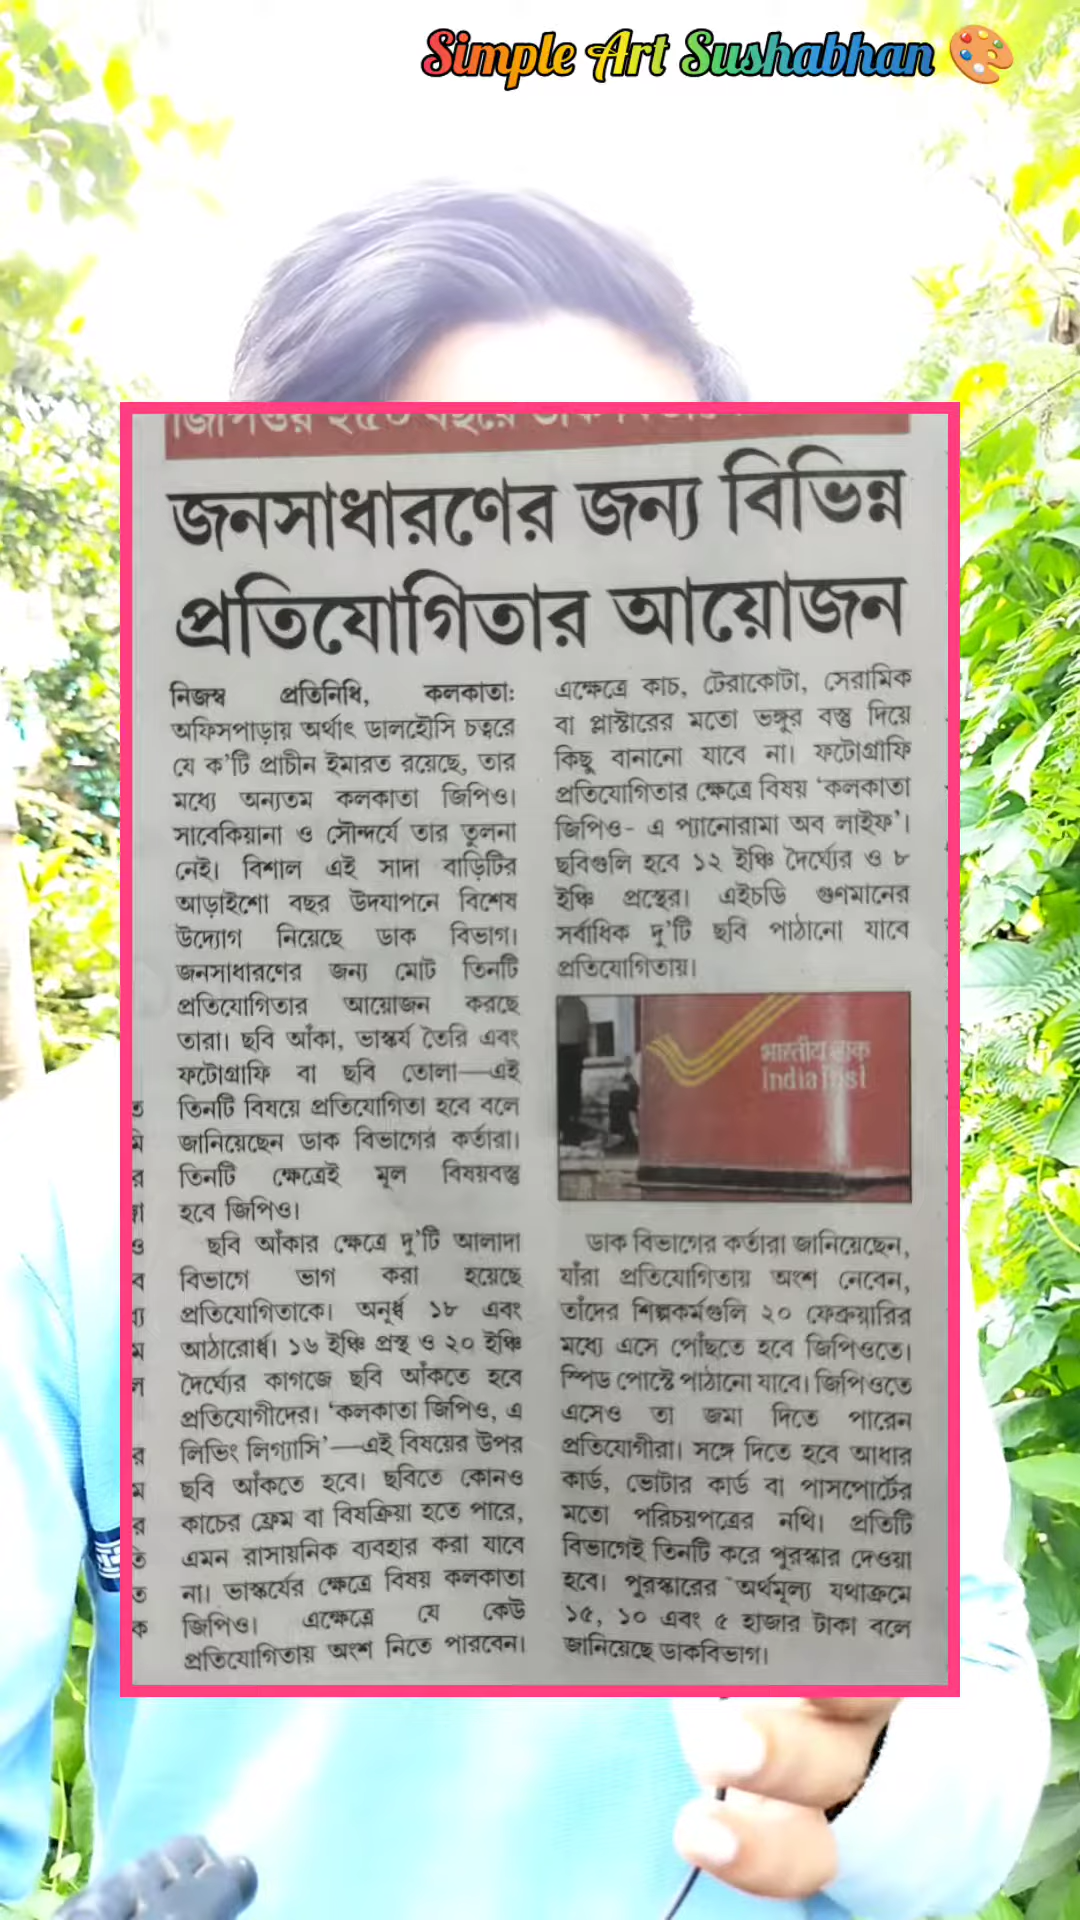 Simple Art Sushabhan
জিপিওর ২৫০ বছরে
জনসাধারণের জন্য বিভিন্ন
প্রতিযোগিতার আয়োজন
নিজস্ব প্রতিনিধি, কলকাতা:
অফিসপাড়ায় অর্থাৎ ডালহৌসি চত্বরে
যে ক'টি প্রাচীন ইমারত রয়েছে, তার
মধ্যে অন্যতম কলকাতা জিপিও।
সাবেকিয়ানা ও সৌন্দর্যে তার তুলনা
নেই। বিশাল এই সাদা বাড়িটির
আড়াইশো বছর উদযাপনে বিশেষ
উদ্যোগ নিয়েছে ডাক বিভাগ।
জনসাধারণের জন্য মোট তিনটি
প্রতিযোগিতার আয়োজন করছে
তারা। ছবি আঁকা, ভাস্কর্য তৈরি এবং
ফটোগ্রাফি বা ছবি তোলা—এই
তিনটি বিষয়ে প্রতিযোগিতা হবে বলে
জানিয়েছেন ডাক বিভাগের কর্তারা।
তিনটি ক্ষেত্রেই মূল বিষয়বস্তু
হবে জিপিও।
ছবি আঁকার ক্ষেত্রে দু'টি আলাদা
বিভাগে ভাগ করা হয়েছে
প্রতিযোগিতাকে। অনূর্ধ্ব ১৮ এবং
আঠারোর্ধ্ব। ১৬ ইঞ্চি প্রস্থ ও ২০ ইঞ্চি
দৈর্ঘ্যের কাগজে ছবি আঁকতে হবে
প্রতিযোগীদের। 'কলকাতা জিপিও, এ
লিভিং লিগ্যাসি'—এই বিষয়ের উপর
ছবি আঁকতে হবে। ছবিতে কোনও
কাচের ফ্রেম বা বিষক্রিয়া হতে পারে,
এমন রাসায়নিক ব্যবহার করা যাবে
না। ভাস্কর্যের ক্ষেত্রে বিষয় কলকাতা
জিপিও। এক্ষেত্রে যে কেউ
প্রতিযোগিতায় অংশ নিতে পারবেন।
এক্ষেত্রে কাচ, টেরাকোটা, সেরামিক
বা প্লাস্টারের মতো ভঙ্গুর বস্তু দিয়ে
কিছু বানানো যাবে না। ফটোগ্রাফি
প্রতিযোগিতার ক্ষেত্রে বিষয় 'কলকাতা
জিপিও- এ প্যানোরামা অব লাইফ'।
ছবিগুলি হবে ১২ ইঞ্চি দৈর্ঘ্যের ও ৮
ইঞ্চি প্রস্থের। এইচডি গুণমানের
সর্বাধিক দু'টি ছবি পাঠানো যাবে
প্রতিযোগিতায়।
भारतीय डाक
India Post
ডাক বিভাগের কর্তারা জানিয়েছেন,
যাঁরা প্রতিযোগিতায় অংশ নেবেন,
তাঁদের শিল্পকর্মগুলি ২০ ফেব্রুয়ারির
মধ্যে এসে পৌঁছতে হবে জিপিওতে।
স্পিড পোস্টে পাঠানো যাবে। জিপিওতে
এসেও তা জমা দিতে পারেন
প্রতিযোগীরা। সঙ্গে দিতে হবে আধার
কার্ড, ভোটার কার্ড বা পাসপোর্টের
মতো পরিচয়পত্রের নথি। প্রতিটি
বিভাগেই তিনটি করে পুরস্কার দেওয়া
হবে। পুরস্কারের অর্থমূল্য যথাক্রমে
১৫, ১০ এবং ৫ হাজার টাকা বলে
জানিয়েছে ডাকবিভাগ।